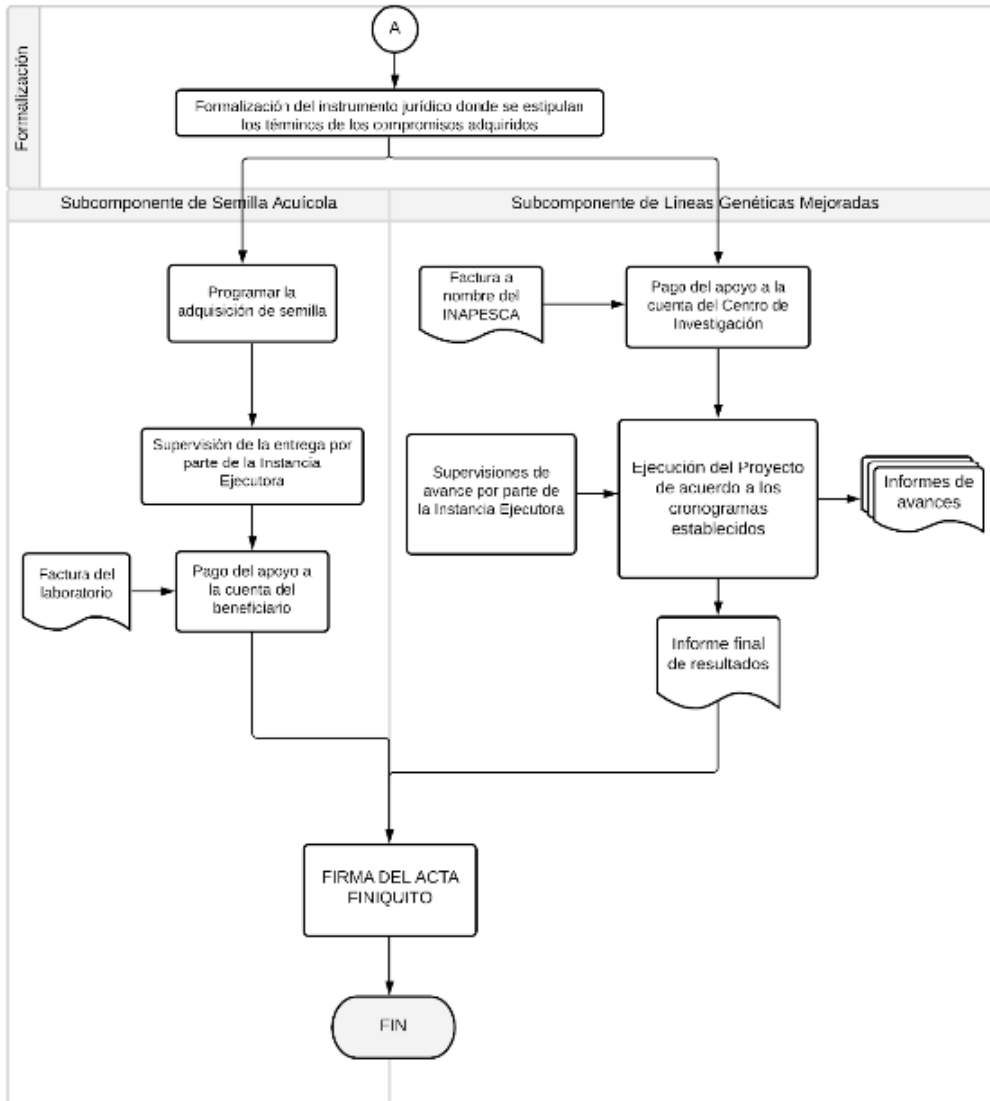 A
Formalización
Formalización del instrumento jurídico donde se estipulan
los términos de los compromisos adquiridos
Subcomponente de Semilla Acuícola
Subcomponente de Líneas Genéticas Mejoradas
Programar la
adquisición de semilla
Factura a
nombre del
INAPESCA
Pago del apoyo a la
cuenta del Centro de
Investigación
Supervisión de la entrega por
parte de la Instancia
Ejecutora
Supervisiones de
avance por parte de
la Instancia Ejecutora
Ejecución del Proyecto
de acuerdo a los
cronogramas
establecidos
Informes de
avances
Factura del
laboratorio
Pago del apoyo a
la cuenta del
beneficiario
Informe final
de resultados
FIRMA DEL ACTA
FINIQUITO
FIN